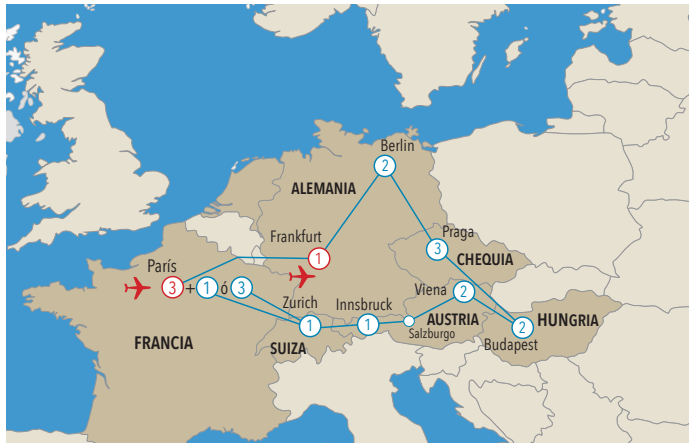 Berlin
2
ALEMANIA
Frankfurt
1
Praga
3
CHEQUIA
París
3 + 1 ó 3
Viena
2
Zurich
1
Innsbruck
1
Salzburgo
AUSTRIA
HUNGRIA
2
Budapest
FRANCIA
SUIZA